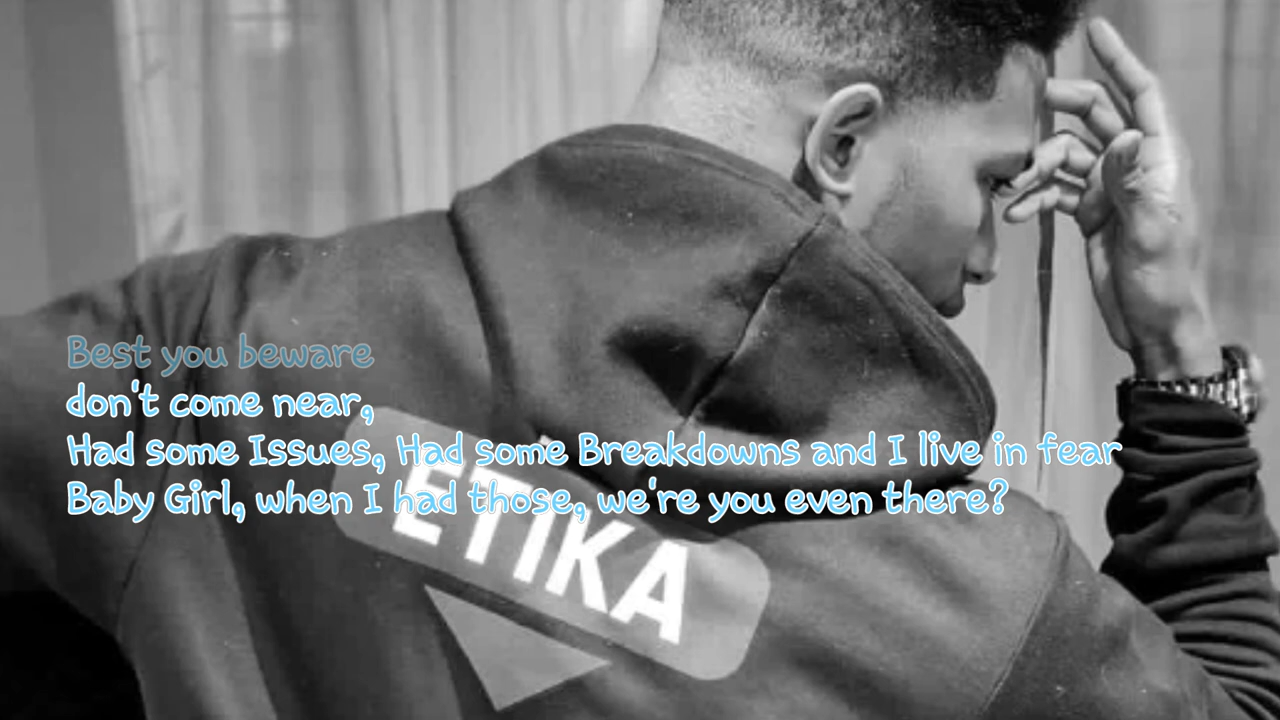 Best you beware
don't come near,
Had some Issues, Had some Breakdowns and I live in fear
Baby Girl, when I had those, we're you even there?
ETIKA